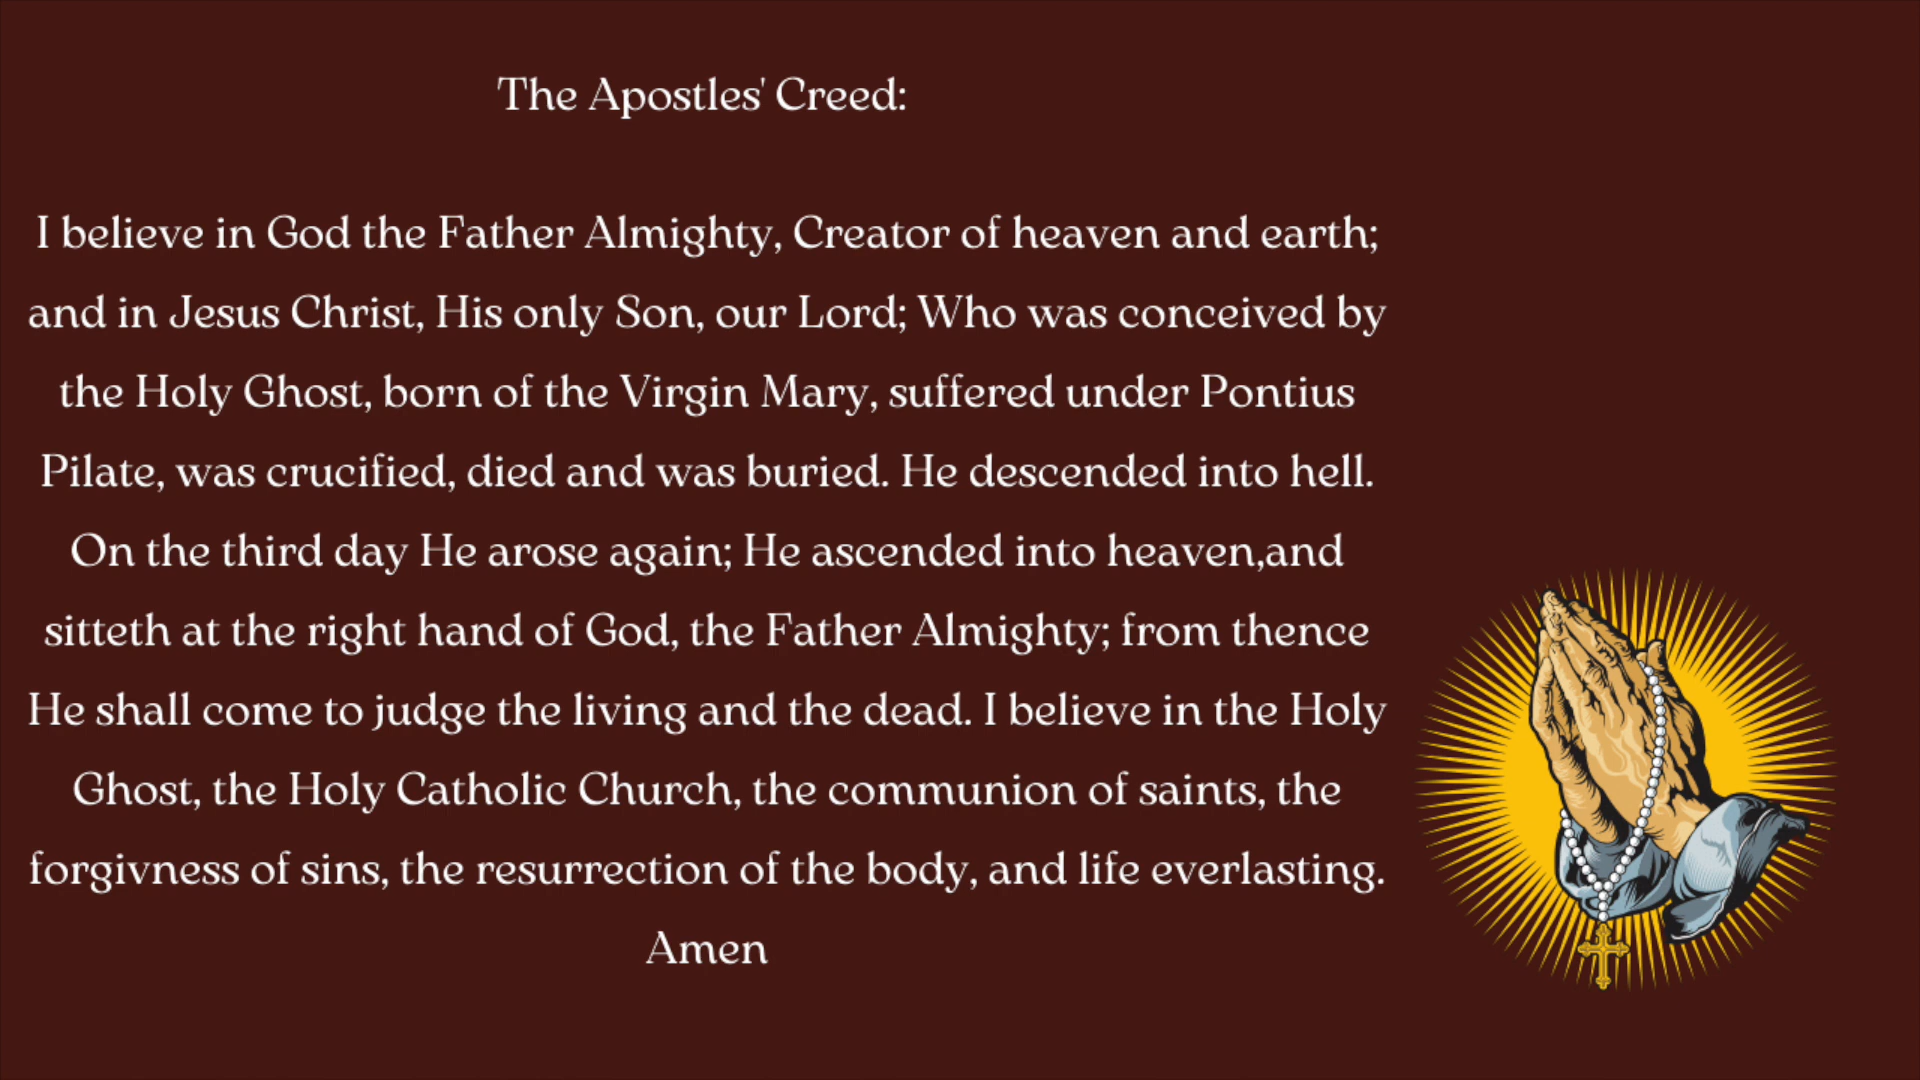 The Apostles' Creed:
I believe in God the Father Almighty, Creator of heaven and earth;
and in Jesus Christ, His only Son, our Lord; Who was conceived by
the Holy Ghost, born of the Virgin Mary, suffered under Pontius
Pilate, was crucified, died and was buried. He descended into hell.
On the third day He arose again; He ascended into heaven,and
sitteth at the right hand of God, the Father Almighty; from thence
He shall come to judge the living and the dead. I believe in the Holy
Ghost, the Holy Catholic Church, the communion of saints, the
forgivness of sins, the resurrection of the body, and life everlasting.
Amen